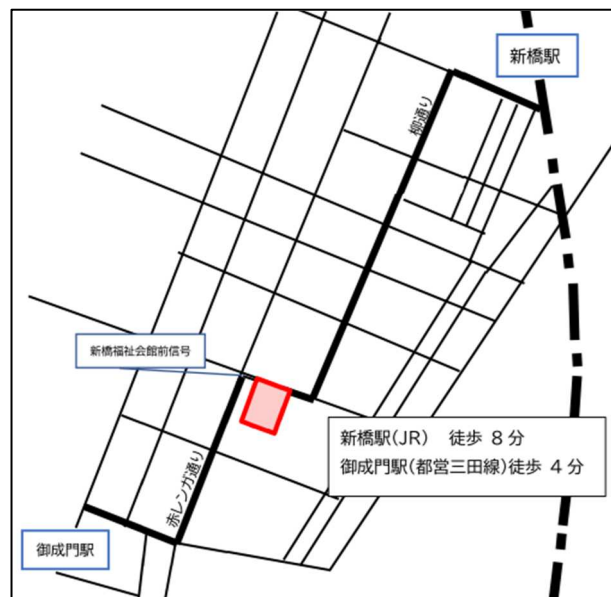 新橋駅
柳通り
新橋福祉会館前信号
新橋駅(JR) 徒歩 8 分
御成門駅(都営三田線)徒歩 4 分
赤レンガ通り
御成門駅